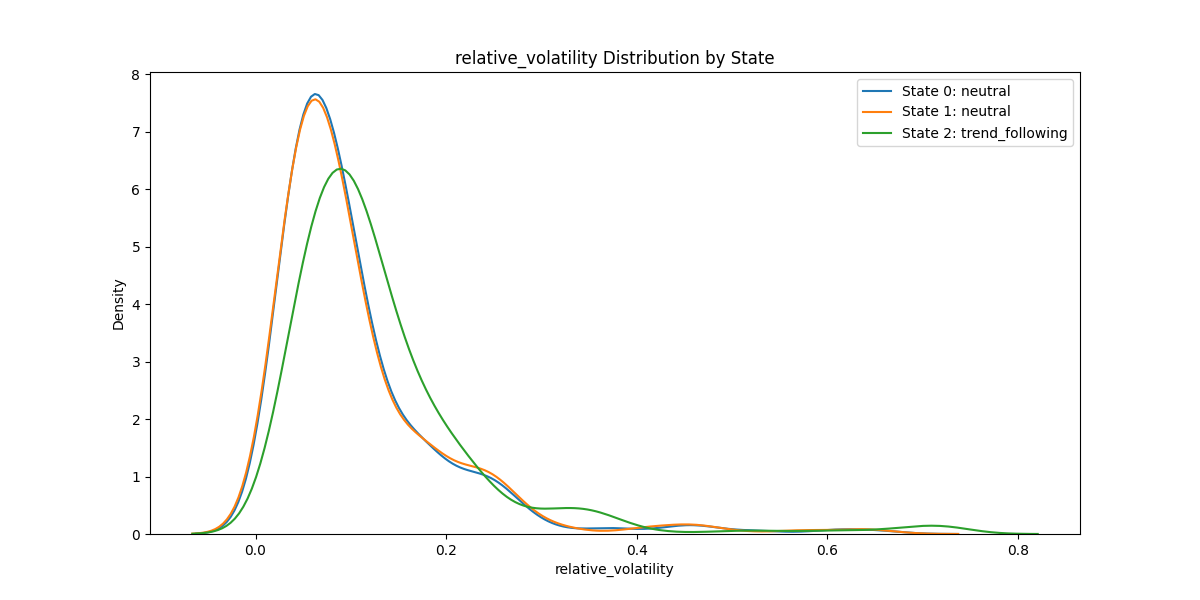 relative_volatility Distribution by State
State 0: neutral
State 1: neutral
State 2: trend_following
Density
8
7
6
5
4
3
2
1
0
0.0 0.2 0.4 0.6 0.8
relative_volatility